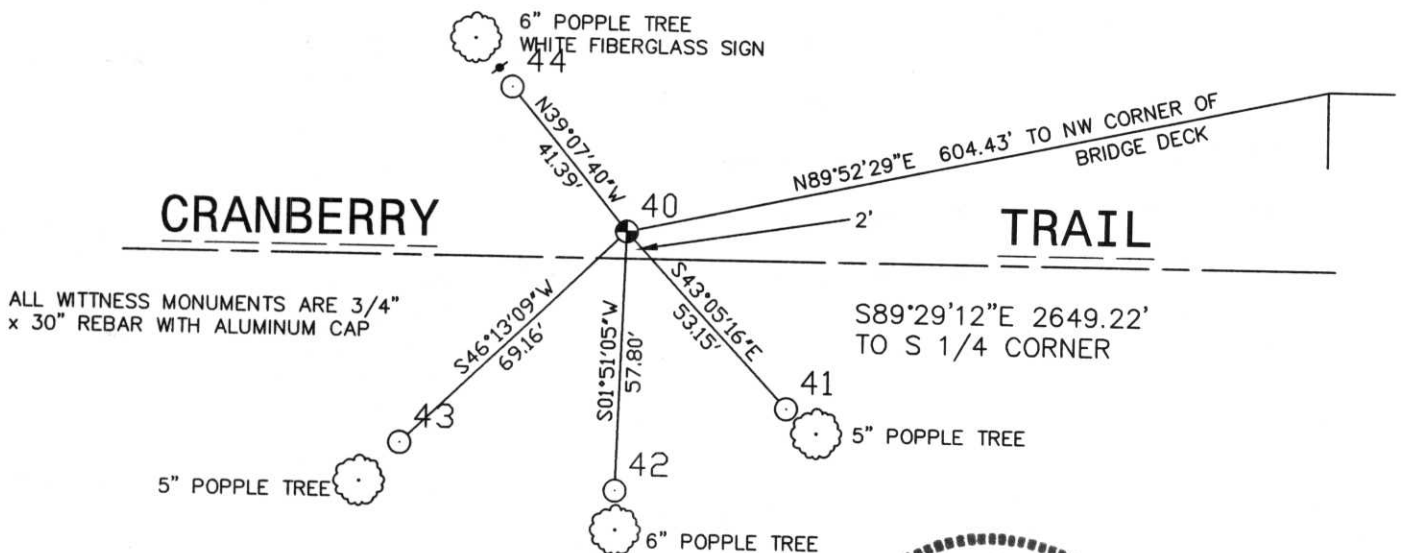 6" POPPLE TREE
WHITE FIBERGLASS SIGN
44
N39°07'40"W
41.39'
N89°52'29"E 604.43' TO NW CORNER OF
BRIDGE DECK
CRANBERRY
40
2'
TRAIL
ALL WITTNESS MONUMENTS ARE 3/4"
x 30" REBAR WITH ALUMINUM CAP
S46°13'09"W
69.16'
S01°51'05"W
57.80'
S43°05'16"E
53.15'
S89°29'12"E 2649.22'
TO S 1/4 CORNER
41
43
5" POPPLE TREE
42
5" POPPLE TREE
6" POPPLE TREE